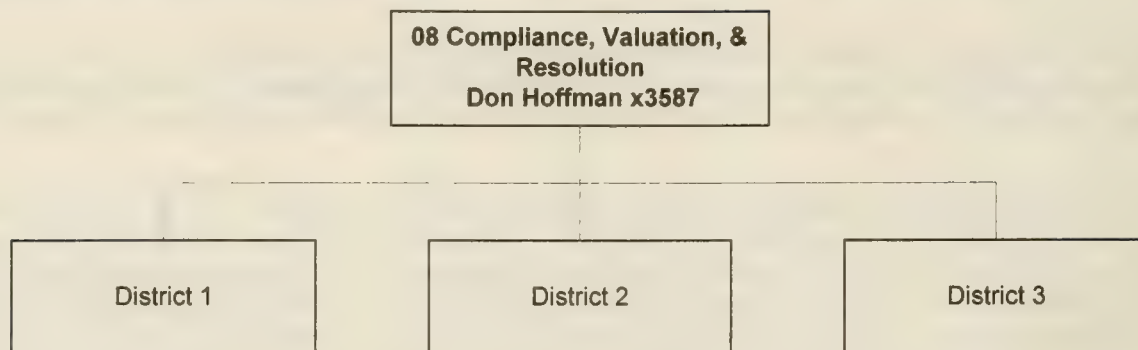 08 Compliance, Valuation, &
Resolution
Don Hoffman x3587
District 1
District 2
District 3